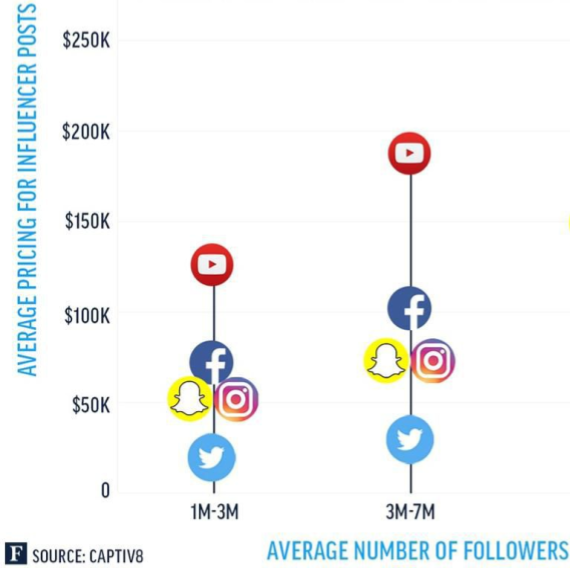 AVERAGE PRICING FOR INFLUENCER POSTS
$250K
$200K
$150K
$100K
$50K
0
1M-3M
3M-7M
F SOURCE: CAPTIV8
AVERAGE NUMBER OF FOLLOWERS